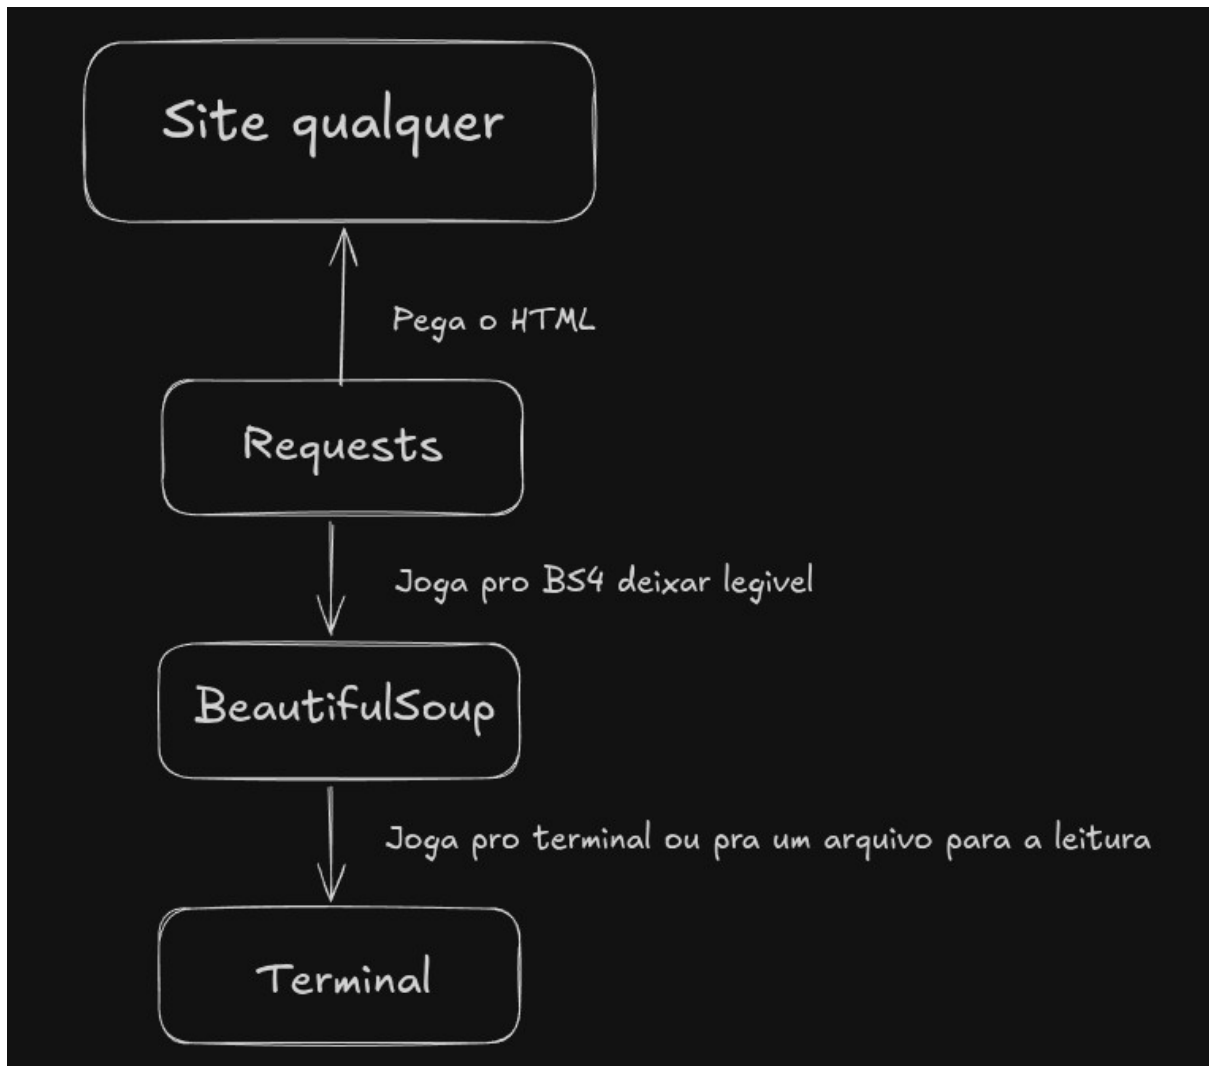 Site qualquer
Pega o HTML
Requests
Joga pro BS4 deixar legivel
BeautifulSoup
Joga pro terminal ou pra um arquivo para a leitura
Terminal